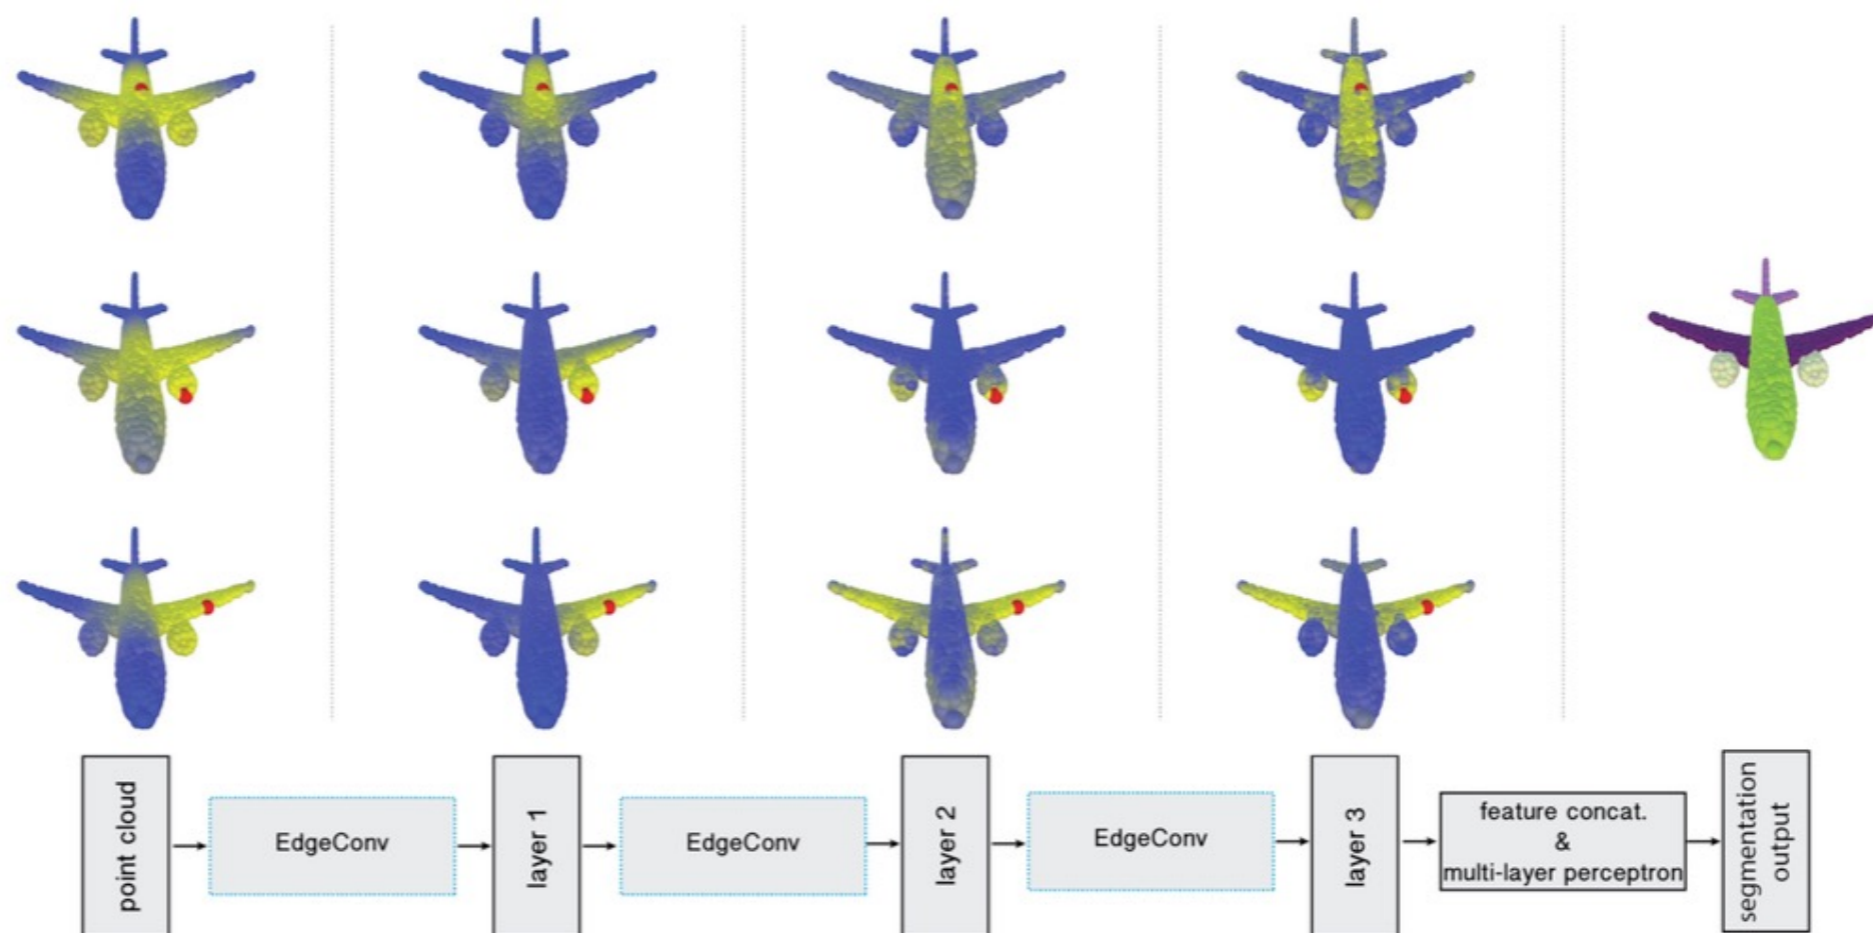 point cloud
EdgeConv
layer 1
EdgeConv
layer 2
EdgeConv
layer 3
feature concat.
&
multi-layer perceptron
segmentation
output